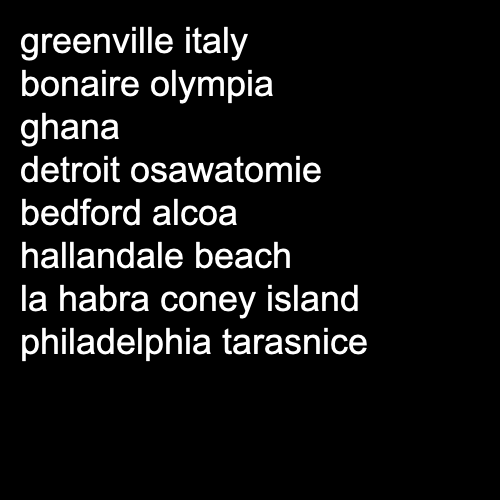 greenville italy
bonaire olympia
ghana
detroit osawatomie
bedford alcoa
hallandale beach
la habra coney island
philadelphia tarasnice